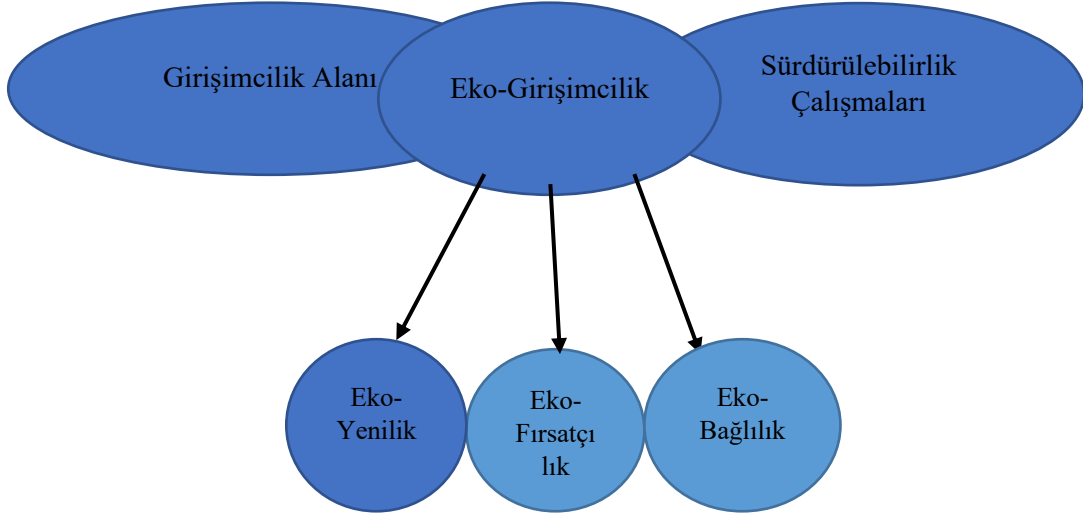 Girişimcilik Alanı
Eko-Girişimcilik
Sürdürülebilirlik
Çalışmaları
Eko-
Yenilik
Eko-
Fırsatçı
lık
Eko-
Bağlılık